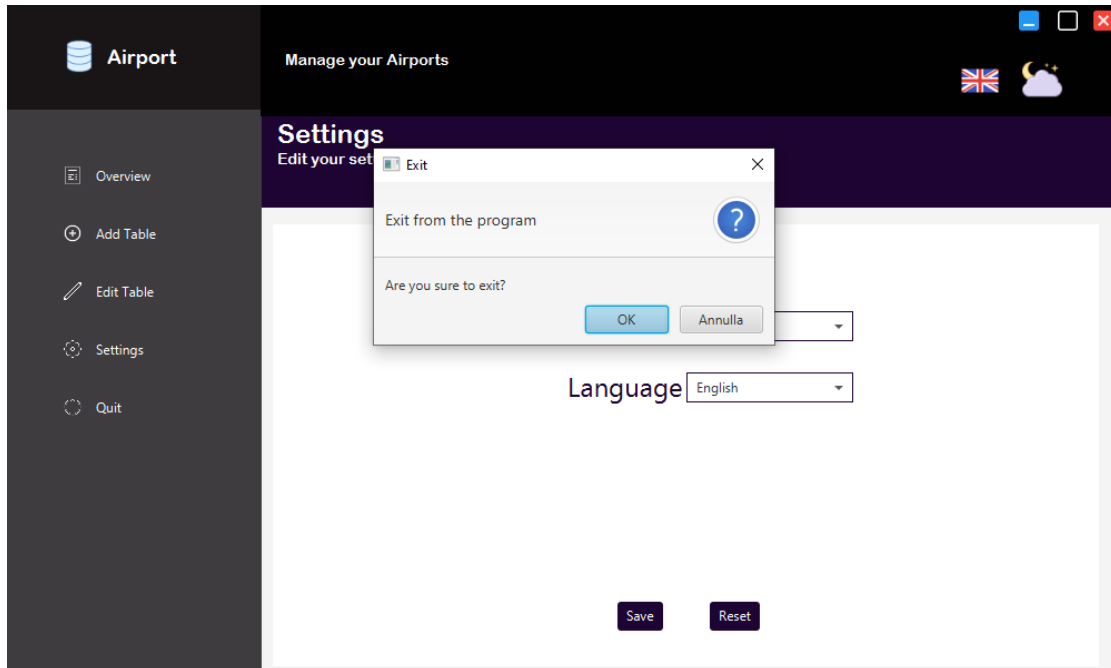 Airport
Manage your Airports
Settings
Edit your set
Exit
Exit from the program
Are you sure to exit?
OK Annulla
Overview
Add Table
Edit Table
Settings
Quit
Language English
Save Reset